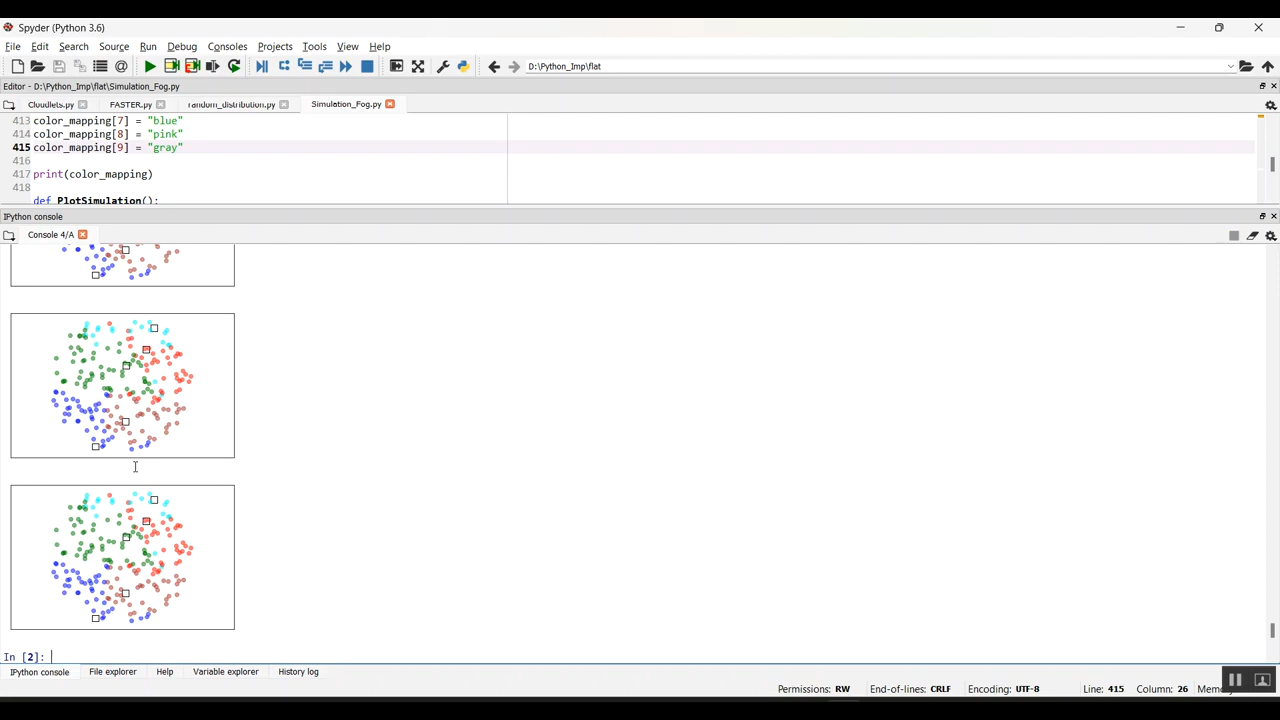 Spyder (Python 3.6)
File Edit Search Source Run Debug Consoles Projects Tools View Help
D:\Python_Imp\flat
Editor - D:\Python_Imp\flat\Simulation_Fog.py
Cloudlets.py FASTER.py random_distribution.py Simulation_Fog.py
413 color_mapping[7] = "blue"
414 color_mapping[8] = "pink"
415 color_mapping[9] = "gray"
416
417 print(color_mapping)
418
def PlotSimulation():
IPython console
Console 4/A
In [2]:
IPython console File explorer Help Variable explorer History log
Permissions: RW End-of-lines: CRLF Encoding: UTF-8 Line: 415 Column: 26